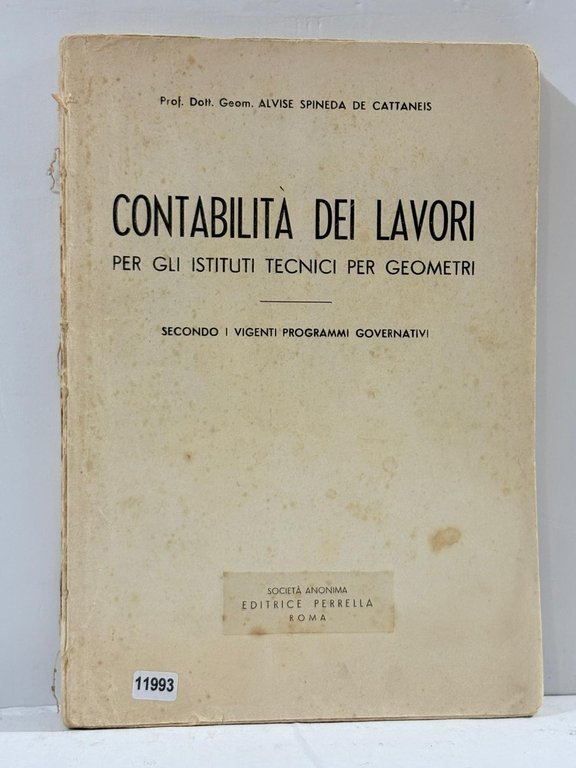 Prof. Dott. Geom. ALVISE SPINEDA DE CATTANEIS
CONTABILITÀ DEI LAVORI
PER GLI ISTITUTI TECNICI PER GEOMETRI
SECONDO I VIGENTI PROGRAMMI GOVERNATIVI
SOCIETÀ ANONIMA
EDITRICE PERRELLA
ROMA
11993